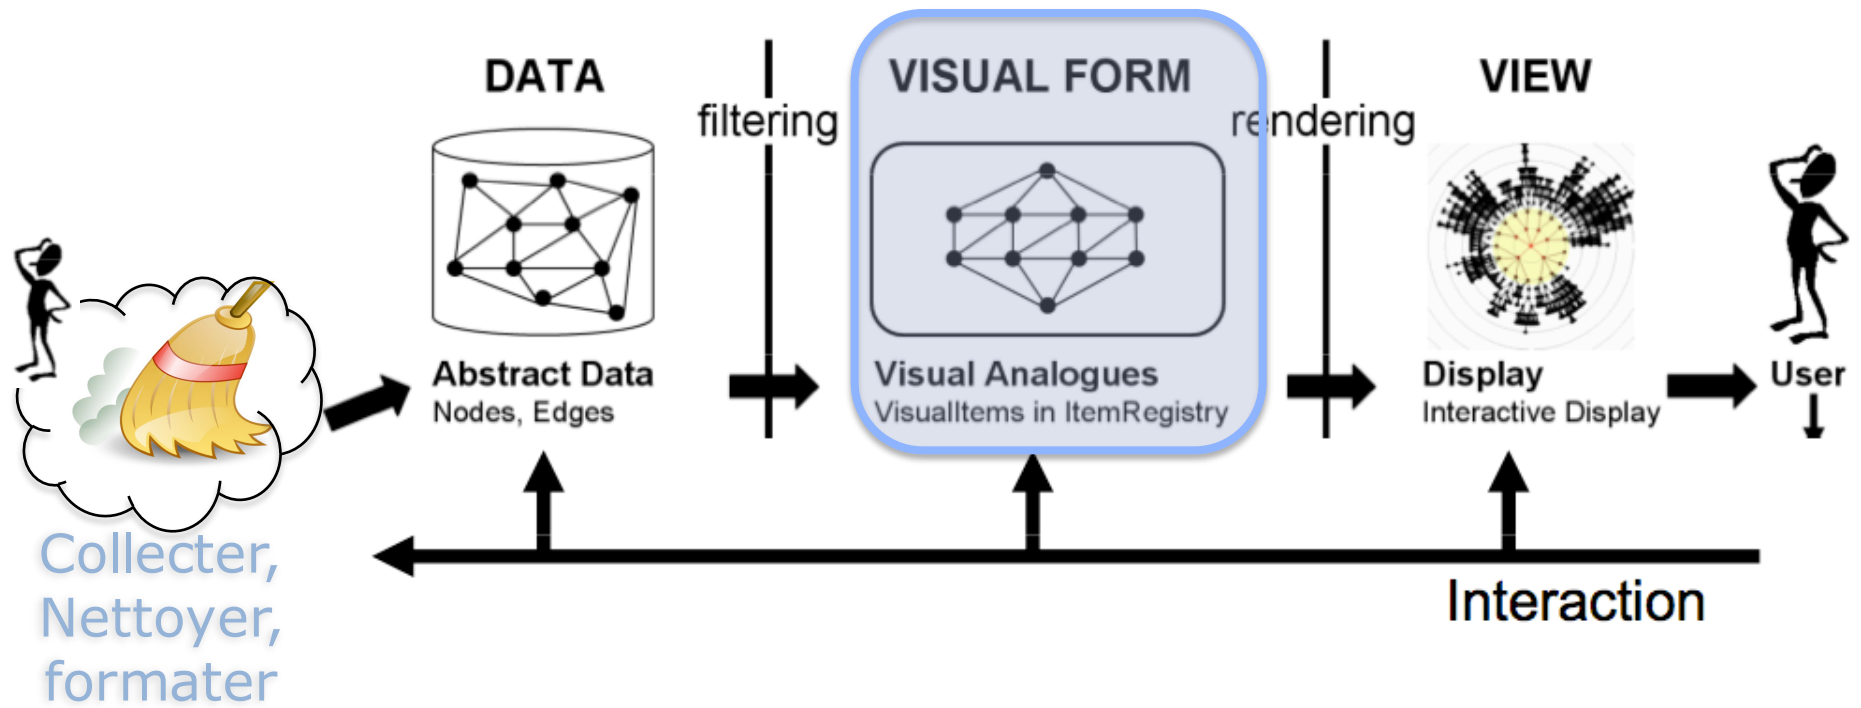 DATA
filtering
VISUAL FORM
rendering
VIEW
Abstract Data
Nodes, Edges
Visual Analogues
VisualItems in ItemRegistry
Display
Interactive Display
User
Collecter,
Nettoyer,
formater
Interaction